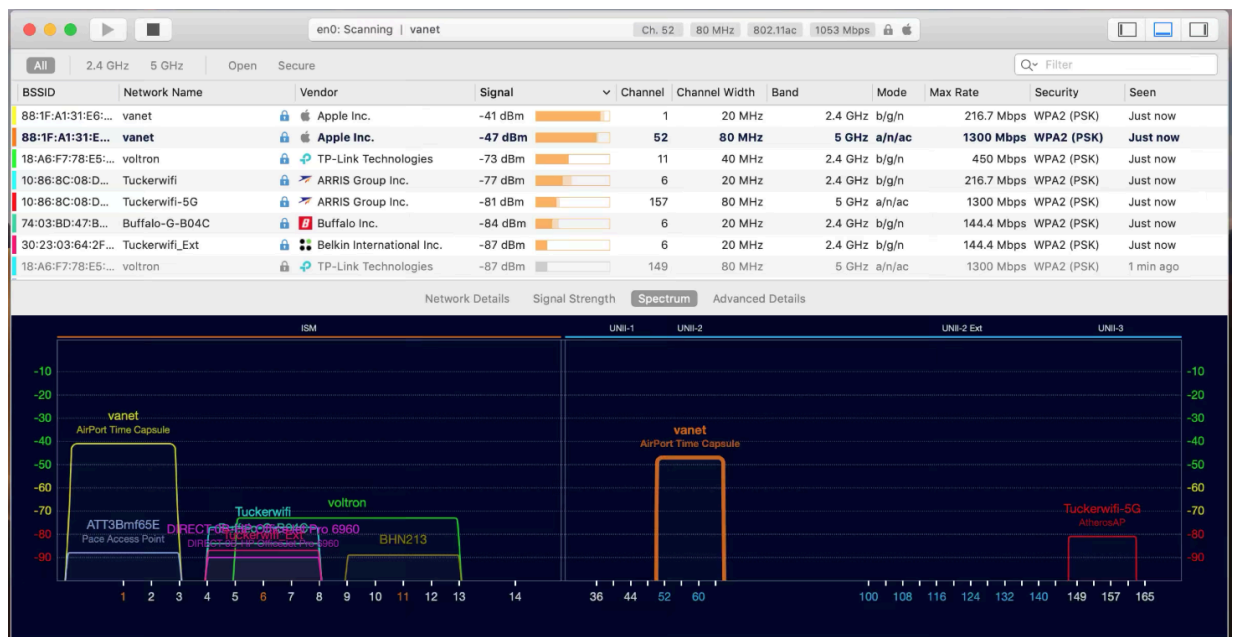 en0: Scanning | vanet Ch. 52 80 MHz 802.11ac 1053 Mbps
All 2.4 GHz 5 GHz Open Secure Filter
BSSID Network Name Vendor Signal Channel Channel Width Band Mode Max Rate Security Seen
88:1F:A1:31:E6:... vanet Apple Inc. -41 dBm 1 20 MHz 2.4 GHz b/g/n 216.7 Mbps WPA2 (PSK) Just now
88:1F:A1:31:E... vanet Apple Inc. -47 dBm 52 80 MHz 5 GHz a/n/ac 1300 Mbps WPA2 (PSK) Just now
18:A6:F7:78:E5:... voltron TP-Link Technologies -73 dBm 11 40 MHz 2.4 GHz b/g/n 450 Mbps WPA2 (PSK) Just now
10:86:8C:08:D... Tuckerwifi ARRIS Group Inc. -77 dBm 6 20 MHz 2.4 GHz b/g/n 216.7 Mbps WPA2 (PSK) Just now
10:86:8C:08:D... Tuckerwifi-5G ARRIS Group Inc. -81 dBm 157 80 MHz 5 GHz a/n/ac 1300 Mbps WPA2 (PSK) Just now
74:03:BD:47:B... Buffalo-G-B04C Buffalo Inc. -84 dBm 6 20 MHz 2.4 GHz b/g/n 144.4 Mbps WPA2 (PSK) Just now
30:23:03:64:2F... Tuckerwifi_Ext Belkin International Inc. -87 dBm 6 20 MHz 2.4 GHz b/g/n 144.4 Mbps WPA2 (PSK) Just now
18:A6:F7:78:E5:... voltron TP-Link Technologies -87 dBm 149 80 MHz 5 GHz a/n/ac 1300 Mbps WPA2 (PSK) 1 min ago
Network Details Signal Strength Spectrum Advanced Details
ISM UNII-1 UNII-2 UNII-2 Ext UNII-3
-10 -10
-20 -20
-30 vanet -30
AirPort Time Capsule vanet
-40 AirPort Time Capsule -40
-50 -50
-60 -60
voltron
-70 Tuckerwifi Tuckerwifi-5G -70
ATT3Bmf65E Pro 6960 AtherosAP
-80 Pace Access Point Tuckerwifi_Ext BHN213 -80
-90 -90
1 2 3 4 5 6 7 8 9 10 11 12 13 14 36 44 52 60 100 108 116 124 132 140 149 157 165